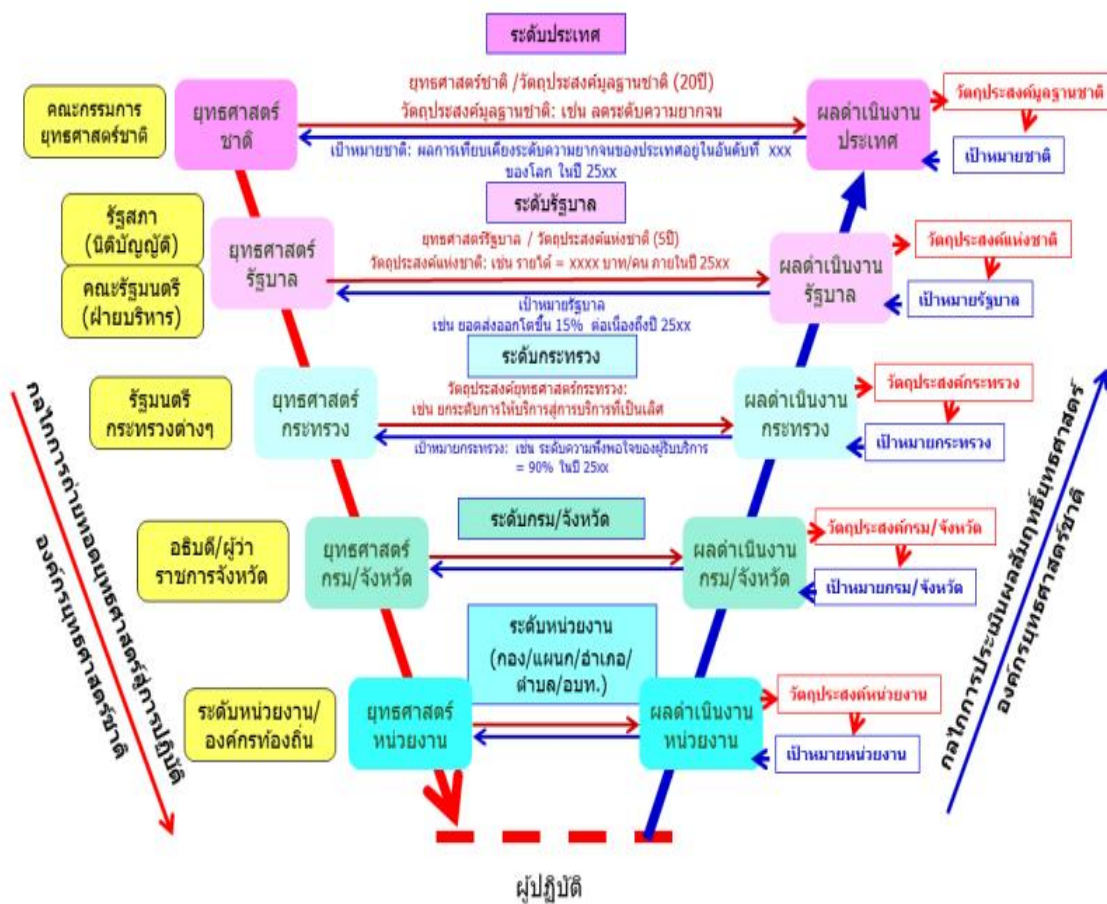 ระดับประเทศ
คณะกรรมการ
ยุทธศาสตร์ชาติ
ยุทธศาสตร์
ชาติ
ยุทธศาสตร์ชาติ /วัตถุประสงค์มูลฐานชาติ (20ปี)
วัตถุประสงค์มูลฐานชาติ: เช่น ลดระดับความยากจน
เป้าหมายชาติ: ผลการเทียบเคียงระดับความยากจนของประเทศอยู่ในอันดับที่ xxx
ของโลก ในปี 25xx
ผลดำเนินงาน
ประเทศ
วัตถุประสงค์มูลฐานชาติ
เป้าหมายชาติ
ระดับรัฐบาล
รัฐสภา
(นิติบัญญัติ)
คณะรัฐมนตรี
(ฝ่ายบริหาร)
ยุทธศาสตร์
รัฐบาล
ยุทธศาสตร์รัฐบาล / วัตถุประสงค์แห่งชาติ (5ปี)
วัตถุประสงค์แห่งชาติ: เช่น รายได้ = xxxx บาท/คน ภายในปี 25xx
เป้าหมายรัฐบาล
เช่น ยอดส่งออกโตขึ้น 15% ต่อเนื่องถึงปี 25xx
ผลดำเนินงาน
รัฐบาล
วัตถุประสงค์แห่งชาติ
เป้าหมายรัฐบาล
ระดับกระทรวง
รัฐมนตรี
กระทรวงต่างๆ
ยุทธศาสตร์
กระทรวง
วัตถุประสงค์ยุทธศาสตร์กระทรวง:
เช่น ยกระดับการให้บริการสู่การบริการที่เป็นเลิศ
เป้าหมายกระทรวง: เช่น ระดับความพึงพอใจของผู้รับบริการ
= 90% ในปี 25xx
ผลดำเนินงาน
กระทรวง
วัตถุประสงค์กระทรวง
เป้าหมายกระทรวง
ระดับกรม/จังหวัด
อธิบดี/ผู้ว่า
ราชการจังหวัด
ยุทธศาสตร์
กรม/จังหวัด
ผลดำเนินงาน
กรม/จังหวัด
วัตถุประสงค์กรม/จังหวัด
เป้าหมายกรม/จังหวัด
ระดับหน่วยงาน
(กอง/แผนก/อำเภอ/
ตำบล/อบท.)
ระดับหน่วยงาน/
องค์กรท้องถิ่น
ยุทธศาสตร์
หน่วยงาน
ผลดำเนินงาน
หน่วยงาน
วัตถุประสงค์หน่วยงาน
เป้าหมายหน่วยงาน
กลไกการถ่ายทอดยุทธศาสตร์สู่การปฏิบัติ
องค์กรยุทธศาสตร์ชาติ
กลไกการประเมินผลสัมฤทธิ์ยุทธศาสตร์
องค์กรยุทธศาสตร์ชาติ
ผู้ปฏิบัติ